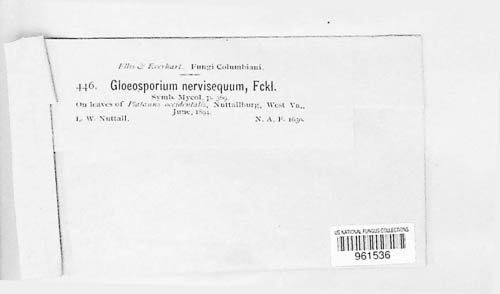 Ellis & Everhart. Fungi Columbiani.
446. Gloeosporium nervisequum, Fckl.
Symb. Mycol. p. 369.
On leaves of Platanus occidentalis, Nuttallburg, West Va.,
June, 1894.
L. W. Nuttall. N. A. F. 1630.
US NATIONAL FUNGUS COLLECTIONS
961536